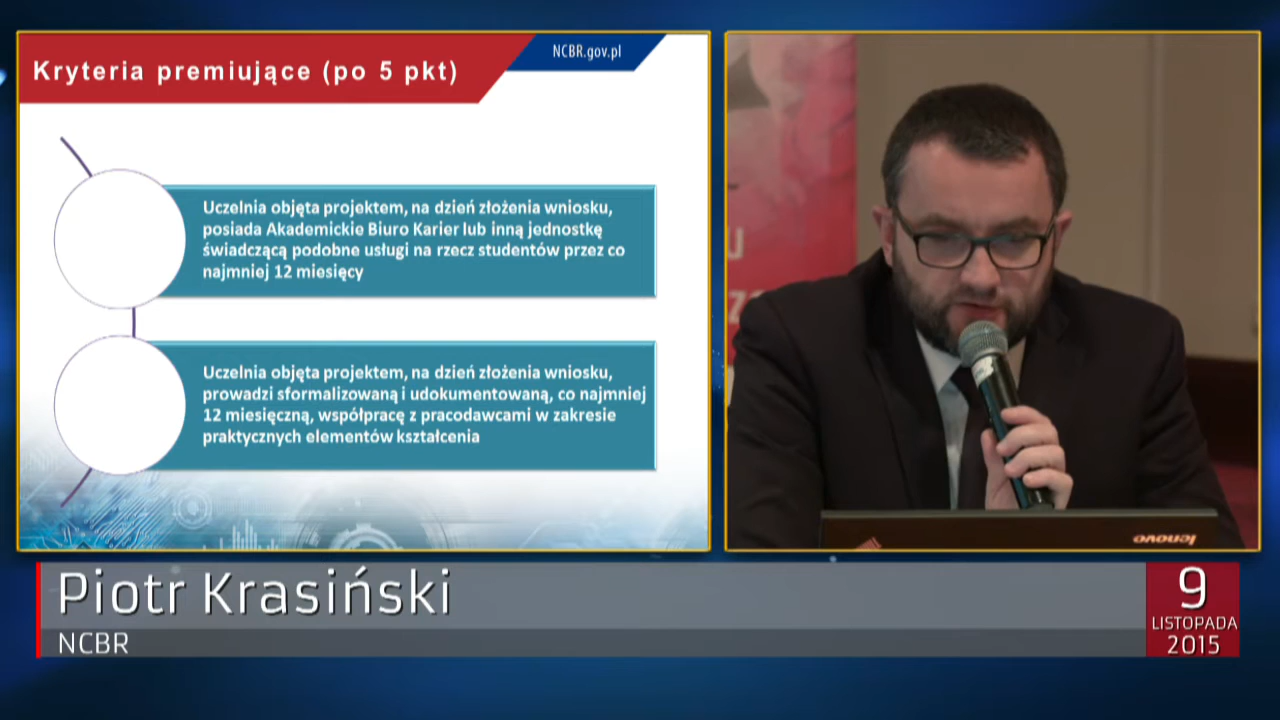 Kryteria premiujące (po 5 pkt)
NCBR.gov.pl
Uczelnia objęta projektem, na dzień złożenia wniosku,
posiada Akademickie Biuro Karier lub inną jednostkę
świadczącą podobne usługi na rzecz studentów przez co
najmniej 12 miesięcy
Uczelnia objęta projektem, na dzień złożenia wniosku,
prowadzi sformalizowaną i udokumentowaną, co najmniej
12 miesięczną, współpracę z pracodawcami w zakresie
praktycznych elementów kształcenia
lenovo
Piotr Krasiński
NCBR
9
LISTOPADA
2015